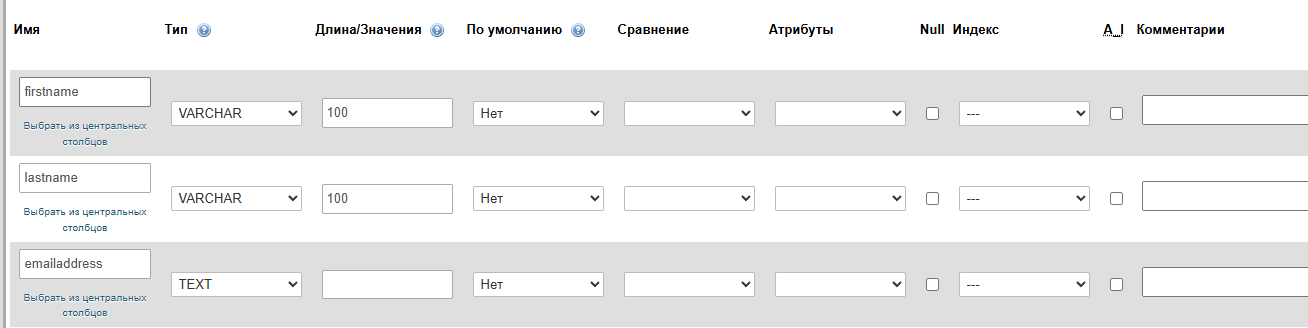 Имя Тип Длина/Значения По умолчанию Сравнение Атрибуты Null Индекс A_I Комментарии
firstname
VARCHAR 100 Нет ---
Выбрать из центральных
столбцов
lastname
VARCHAR 100 Нет ---
Выбрать из центральных
столбцов
emailaddress
TEXT Нет ---
Выбрать из центральных
столбцов